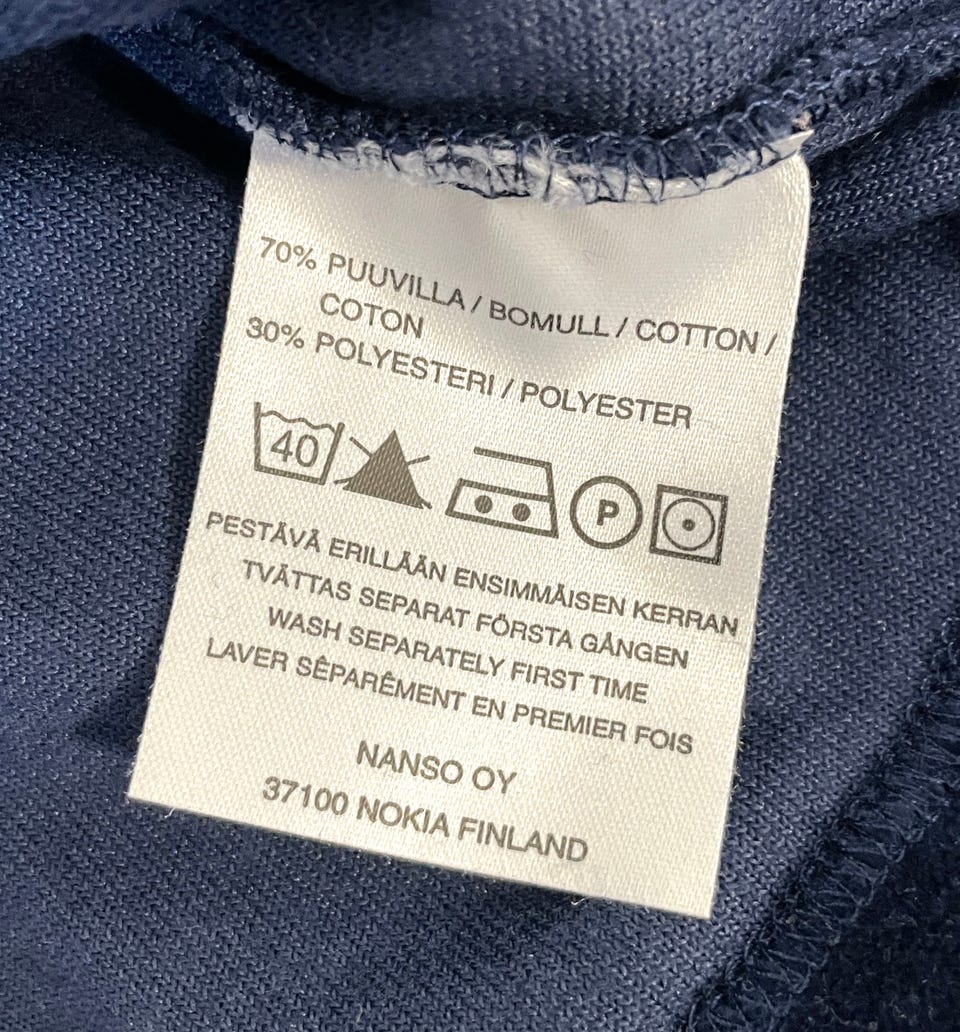 70% PUUVILLA / BOMULL / COTTON /
COTON
30% POLYESTERI / POLYESTER
40
P
PESTÄVÄ ERILLÄÄN ENSIMMÄISEN KERRAN
TVÄTTAS SEPARAT FÖRSTA GÅNGEN
WASH SEPARATELY FIRST TIME
LAVER SÊPARÊMENT EN PREMIER FOIS
NANSO OY
37100 NOKIA FINLAND